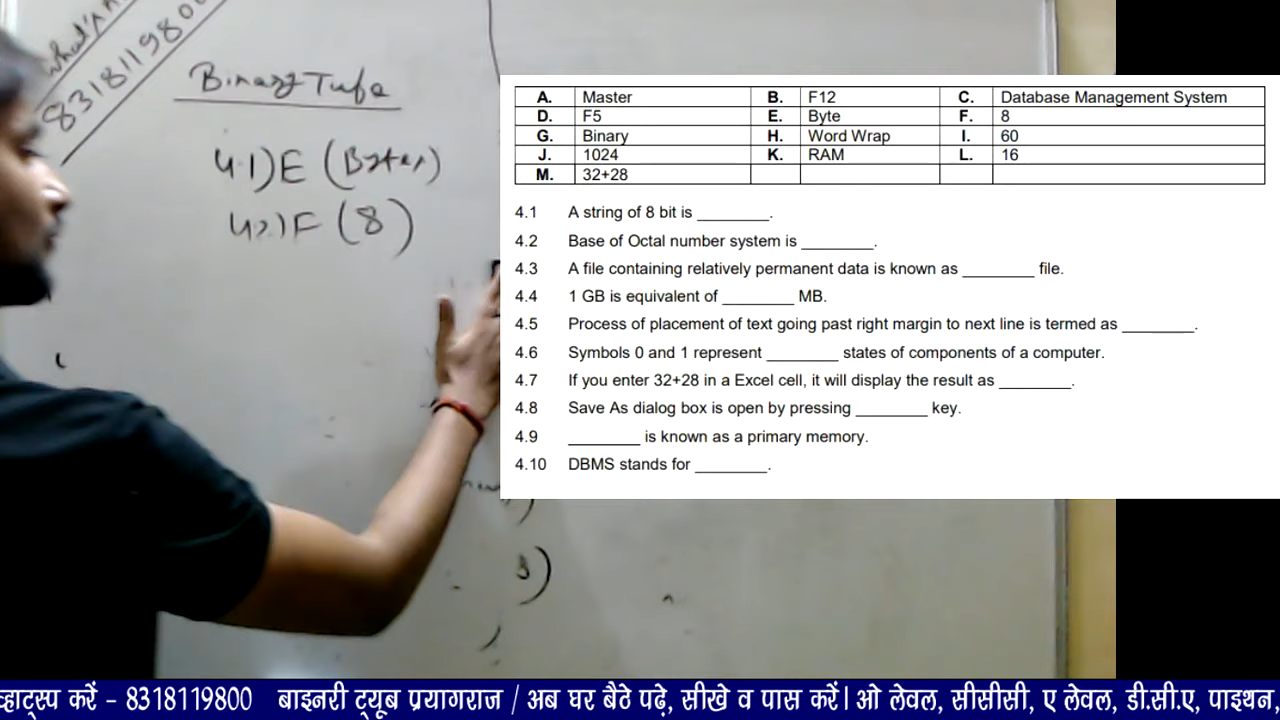 what's
8318119800
Binary Tube
4.1) E (Byte)
4.2) F (8)
A. Master B. F12 C. Database Management System
D. F5 E. Byte F. 8
G. Binary H. Word Wrap I. 60
J. 1024 K. RAM L. 16
M. 32+28
4.1 A string of 8 bit is ________.
4.2 Base of Octal number system is ________.
4.3 A file containing relatively permanent data is known as ________ file.
4.4 1 GB is equivalent of ________ MB.
4.5 Process of placement of text going past right margin to next line is termed as ________.
4.6 Symbols 0 and 1 represent ________ states of components of a computer.
4.7 If you enter 32+28 in a Excel cell, it will display the result as ________.
4.8 Save As dialog box is open by pressing ________ key.
4.9 ________ is known as a primary memory.
4.10 DBMS stands for ________.
व्हाट्स्प करें – 8318119800 बाइनरी ट्यूब प्रयागराज / अब घर बैठे पढ़े, सीखे व पास करें। ओ लेवल, सीसीसी, ए लेवल, डी.सी.ए, पाइथन,